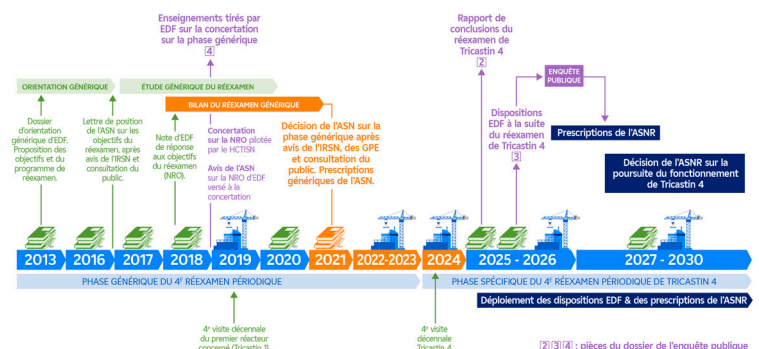 Enseignements tirés par
EDF sur la concertation
sur la phase générique
4
Rapport de
conclusions du
réexamen de
Tricastin 4
2
ORIENTATION GÉNÉRIQUE
ÉTUDE GÉNÉRIQUE DU RÉEXAMEN
BILAN DU RÉEXAMEN GÉNÉRIQUE
ENQUÊTE
PUBLIQUE
Dossier
d'orientation
générique d'EDF.
Proposition des
objectifs et du
programme de
réexamen.
Lettre de position
de l'ASN sur les
objectifs du
réexamen, après
avis de l'IRSN et
consultation du
public.
Note d'EDF
de réponse
aux objectifs
du réexamen
(NRO).
Concertation
sur la NRO pilotée
par le HCTISN
Avis de l'ASN
sur la NRO d'EDF
versé à la
concertation
Décision de l'ASN sur la
phase générique après
avis de l'IRSN, des GPE
et consultation du
public. Prescriptions
génériques de l'ASN.
Dispositions
EDF à la suite
du réexamen
de Tricastin 4
3
Prescriptions de l'ASNR
Décision de l'ASNR sur la
poursuite du fonctionnement
de Tricastin 4
2013
2016
2017
2018
2019
2020
2021
2022-2023
2024
2025 - 2026
2027 - 2030
PHASE GÉNÉRIQUE DU 4E RÉEXAMEN PÉRIODIQUE
PHASE SPÉCIFIQUE DU 4E RÉEXAMEN PÉRIODIQUE DE TRICASTIN 4
Déploiement des dispositions EDF & des prescriptions de l'ASNR
4e visite décennale
du premier réacteur
concerné (Tricastin 1)
4e visite
décennale
Tricastin 4
2 3 4 : pièces du dossier de l'enquête publique